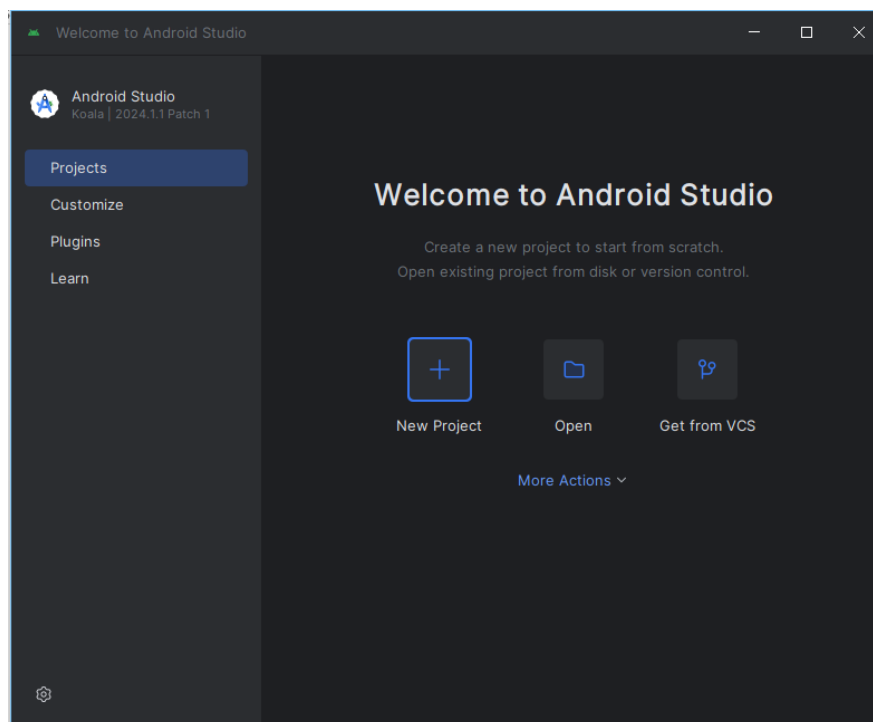 Welcome to Android Studio
Android Studio
Koala | 2024.1.1 Patch 1
Projects
Customize
Plugins
Learn
Welcome to Android Studio
Create a new project to start from scratch.
Open existing project from disk or version control.
New Project
Open
Get from VCS
More Actions